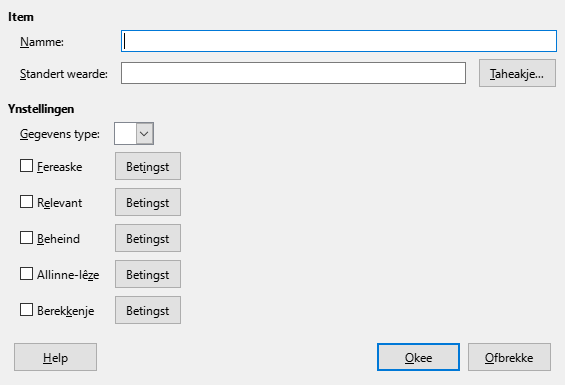 Item
Namme:
Standert wearde:
Taheakje...
Ynstellingen
Gegevens type:
Fereaske
Betingst
Relevant
Betingst
Beheind
Betingst
Allinne-lêze
Betingst
Berekkenje
Betingst
Help
Okee
Ofbrekke